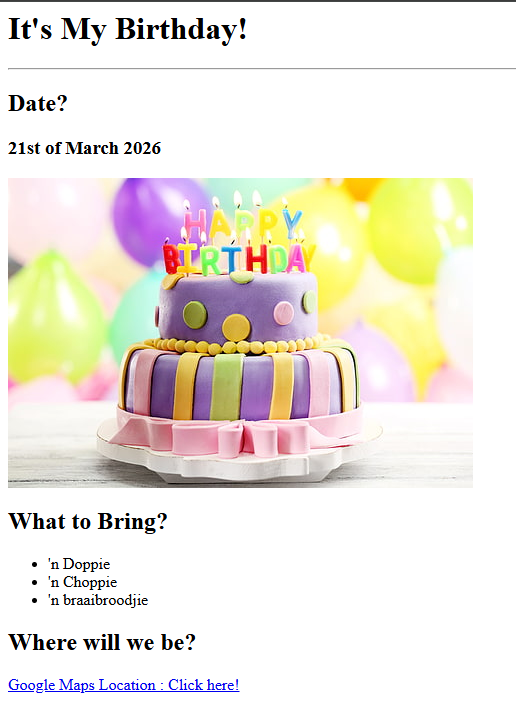 It's My Birthday!
Date?
21st of March 2026
HAPPY
BIRTHDAY
What to Bring?
'n Doppie
'n Choppie
'n braaibroodjie
Where will we be?
Google Maps Location : Click here!